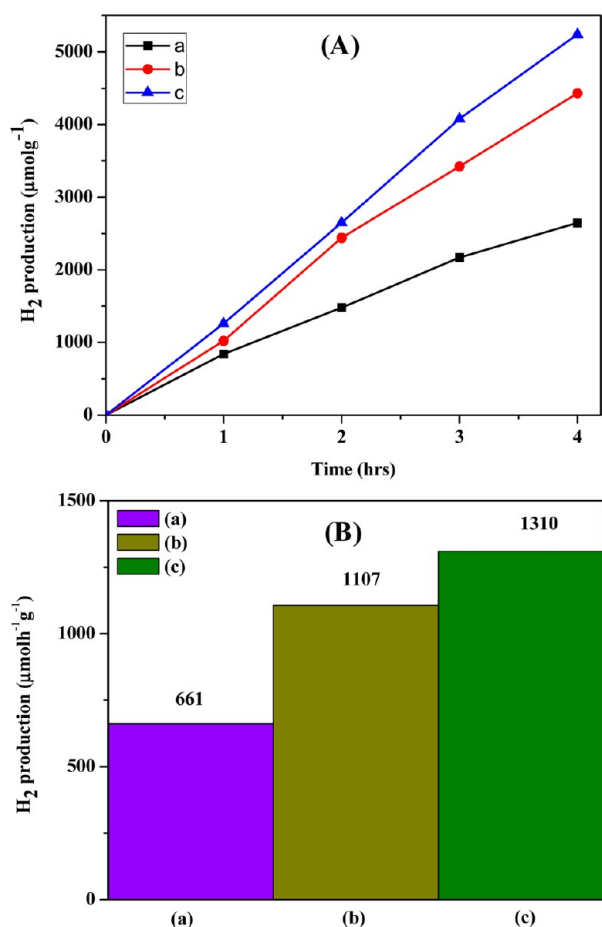 (A)
a
b
c
5000
4000
3000
2000
1000
0
H2 production (μmolg-1)
0 1 2 3 4
Time (hrs)
(B)
(a)
(b)
(c)
1500
1000
500
0
H2 production (μmolh-1g-1)
661
1107
1310
(a) (b) (c)